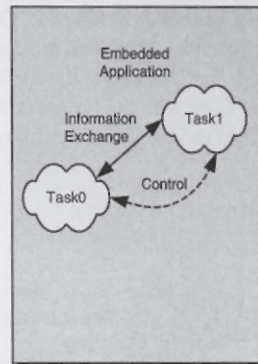 Embedded
Application
Information
Exchange
Task1
Control
Task0